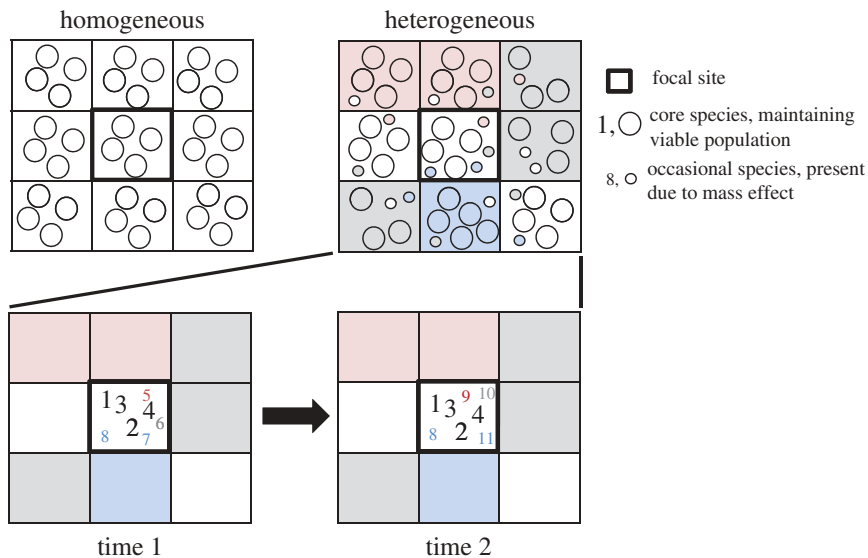 homogeneous
heterogeneous
focal site
1, core species, maintaining
viable population
8, occasional species, present
due to mass effect
1 3 5
4
2 6
8 7
1 3 9 10
4
8 2 11
time 1
time 2